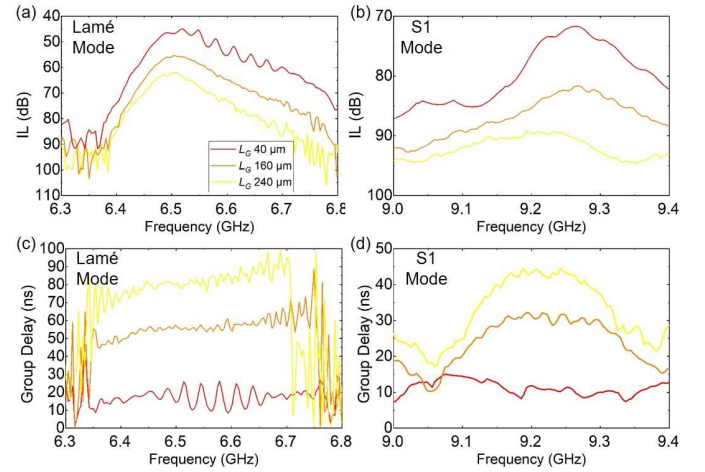 (a)
Lamé
Mode
40
50
60
70
80
90
100
110
IL (dB)
6.3 6.4 6.5 6.6 6.7 6.8
Frequency (GHz)
L_G 40 µm
L_G 160 µm
L_G 240 µm
(b)
S1
Mode
70
80
90
100
IL (dB)
9.0 9.1 9.2 9.3 9.4
Frequency (GHz)
(c)
Lamé
Mode
100
90
80
70
60
50
40
30
20
10
0
Group Delay (ns)
6.3 6.4 6.5 6.6 6.7 6.8
Frequency (GHz)
(d)
S1
Mode
50
40
30
20
10
0
Group Delay (ns)
9.0 9.1 9.2 9.3 9.4
Frequency (GHz)